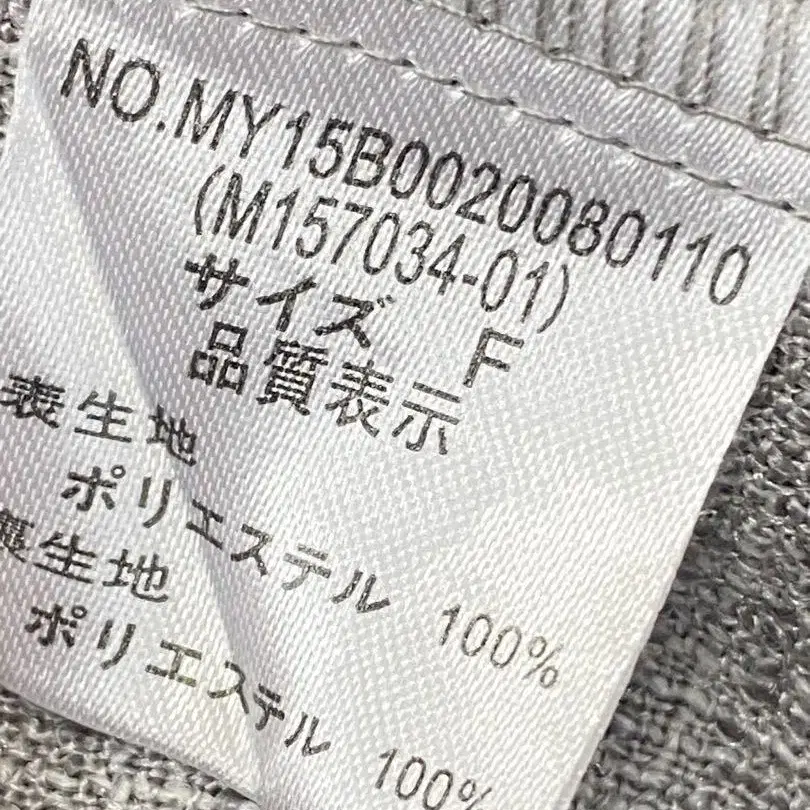 NO.MY15B0020080110
(M157034-01)
サイズ F
品質表示
表生地
ポリエステル 100%
裏生地
ポリエステル 100%